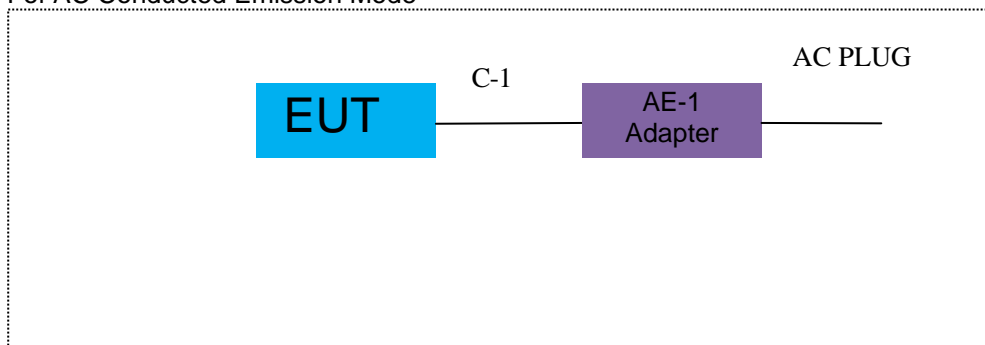 For AC Conducted Emission Mode
AC PLUG
C-1
EUT
AE-1
Adapter